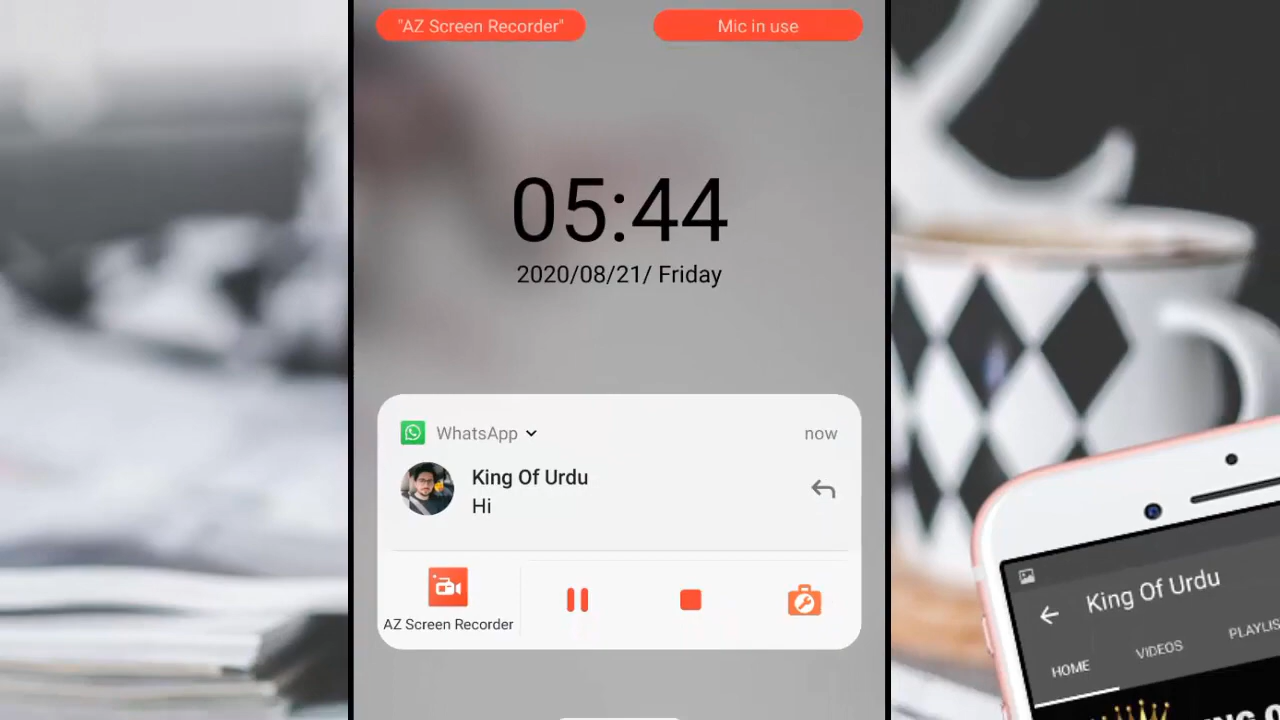 "AZ Screen Recorder"
Mic in use
05:44
2020/08/21/ Friday
WhatsApp
now
King Of Urdu
Hi
AZ Screen Recorder
King Of Urdu
HOME
VIDEOS